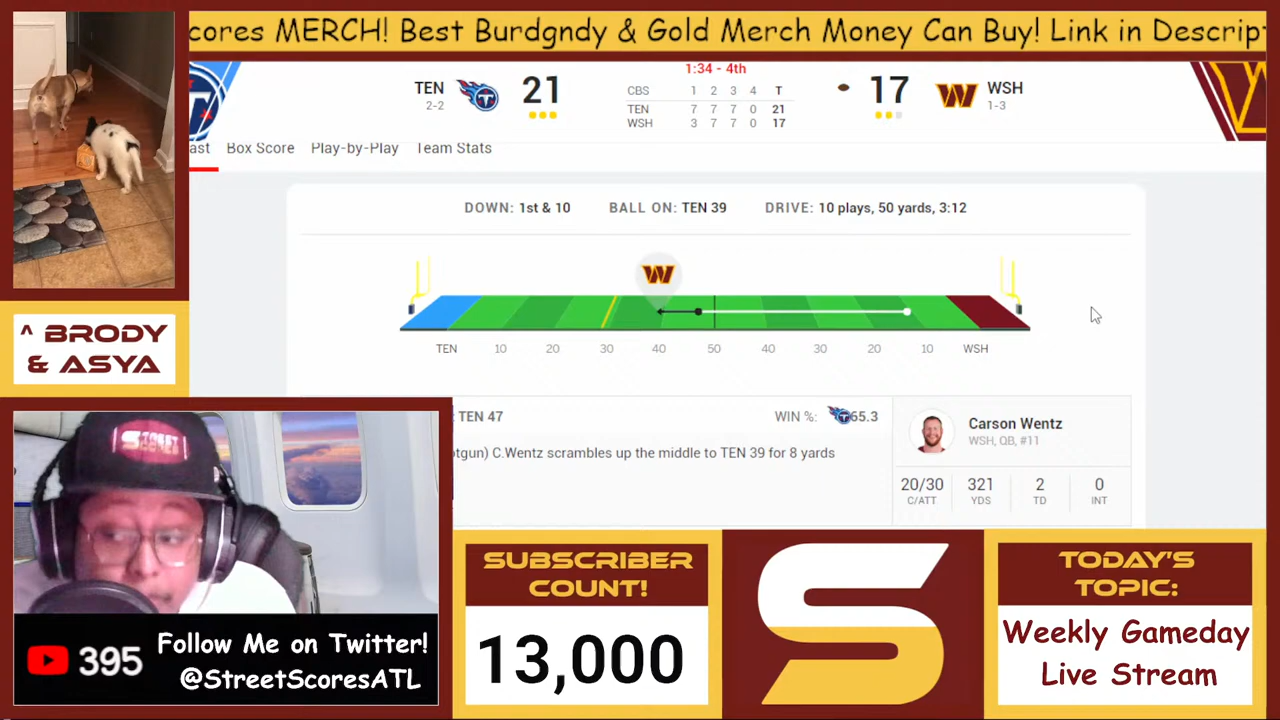 cores MERCH! Best Burdgndy & Gold Merch Money Can Buy! Link in Descrip
1:34 - 4th
TEN 21 CBS 1 2 3 4 T 17 WSH
2-2 TEN 7 7 7 0 21 1-3
WSH 3 7 7 0 17
ast Box Score Play-by-Play Team Stats
DOWN: 1st & 10 BALL ON: TEN 39 DRIVE: 10 plays, 50 yards, 3:12
W
TEN 10 20 30 40 50 40 30 20 10 WSH
^ BRODY
& ASYA
TEN 47 WIN %: 65.3
otgun) C.Wentz scrambles up the middle to TEN 39 for 8 yards
Carson Wentz
WSH, QB, #11
20/30 321 2 0
C/ATT YDS TD INT
STREET
SCORES
395 Follow Me on Twitter!
@StreetScoresATL
SUBSCRIBER
COUNT!
13,000
S
TODAY'S
TOPIC:
Weekly Gameday
Live Stream